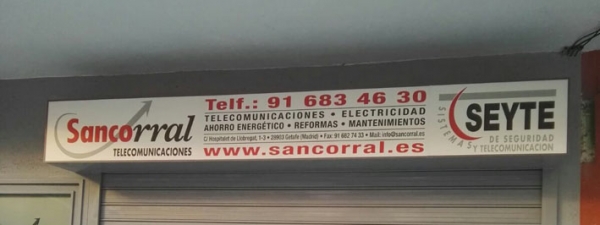 Sancorral
TELECOMUNICACIONES
Telf.: 91 683 46 30
TELECOMUNICACIONES • ELECTRICIDAD
AHORRO ENERGÉTICO • REFORMAS • MANTENIMIENTOS
C/ Hospitalet de Llobregat, 1-3 • 28903 Getafe (Madrid) • Fax: 91 682 74 33 • Mail: info@sancorral.es
www.sancorral.es
SEYTE
SISTEMAS DE SEGURIDAD
Y TELECOMUNICACION